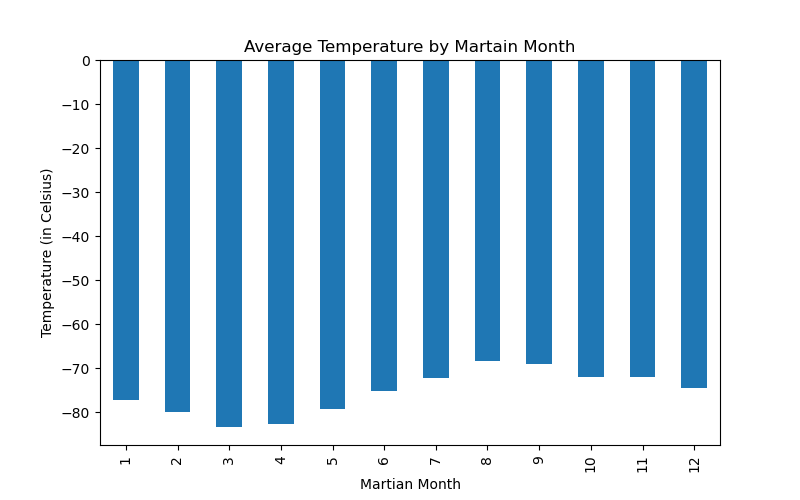 Average Temperature by Martain Month
0
−10
−20
−30
−40
−50
−60
−70
−80
Temperature (in Celsius)
1 2 3 4 5 6 7 8 9 10 11 12
Martian Month